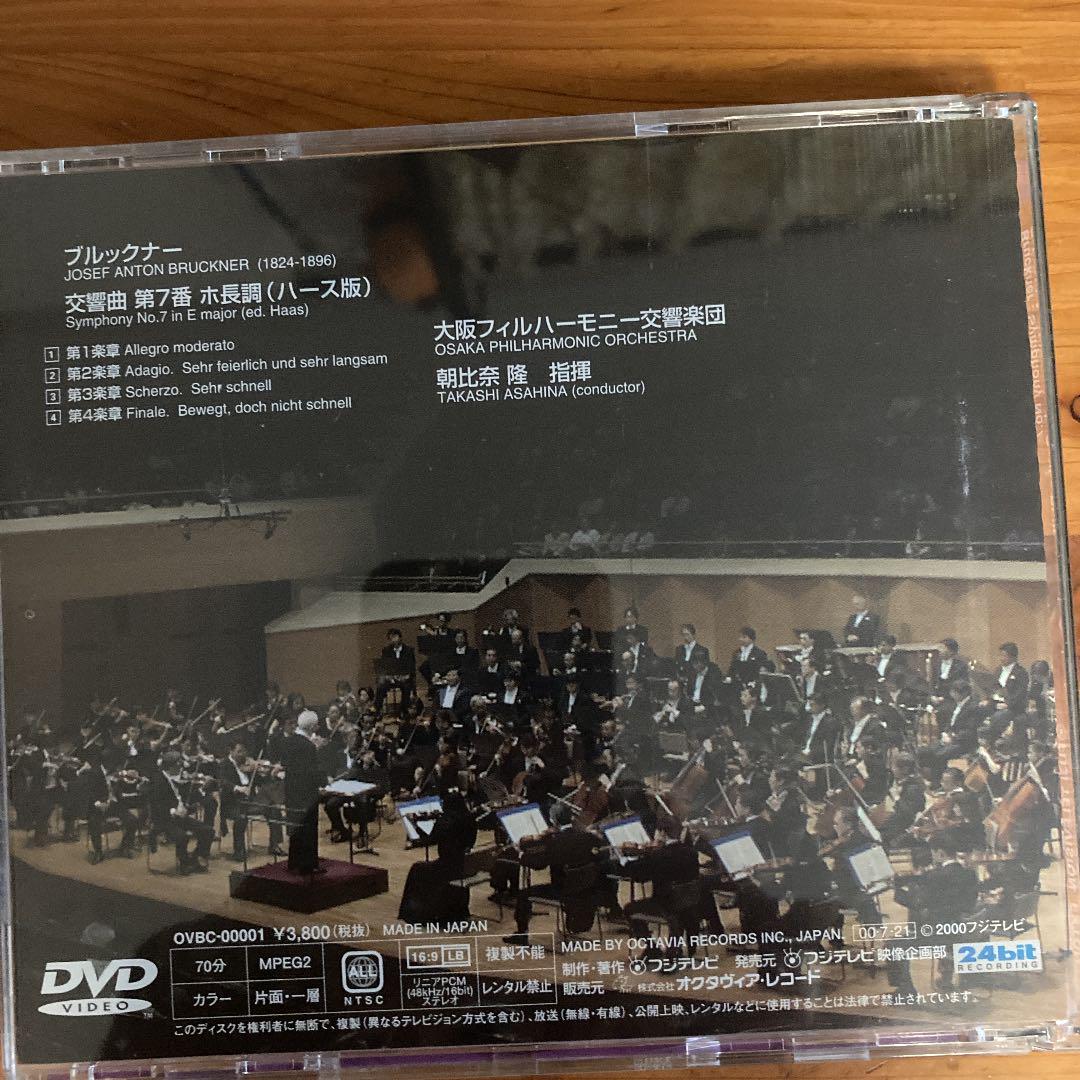 ブルックナー
JOSEF ANTON BRUCKNER (1824-1896)
交響曲 第7番 ホ長調(ハース版)
Symphony No.7 in E major (ed. Haas)
1 第1楽章 Allegro moderato
2 第2楽章 Adagio. Sehr feierlich und sehr langsam
3 第3楽章 Scherzo. Sehr schnell
4 第4楽章 Finale. Bewegt, doch nicht schnell
大阪フィルハーモニー交響楽団
OSAKA PHILHARMONIC ORCHESTRA
朝比奈 隆 指揮
TAKASHI ASAHINA (conductor)
OVBC-00001 ¥3,800(税抜) MADE IN JAPAN
DVD
VIDEO
TM
70分 MPEG2
カラー 片面・一層
ALL
NTSC
16:9 LB
リニアPCM
(48kHz/16bit)
ステレオ
複製不能
レンタル禁止
MADE BY OCTAVIA RECORDS INC., JAPAN. 00・7・21 © 2000フジテレビ
制作・著作 フジテレビ 発売元 フジテレビ映像企画部
販売元 株式会社オクタヴィア・レコード
24bit
RECORDING
このディスクを権利者に無断で、複製(異なるテレビジョン方式を含む)、放送(無線・有線)、公開上映、レンタルなどに使用することは法律で禁止されています。